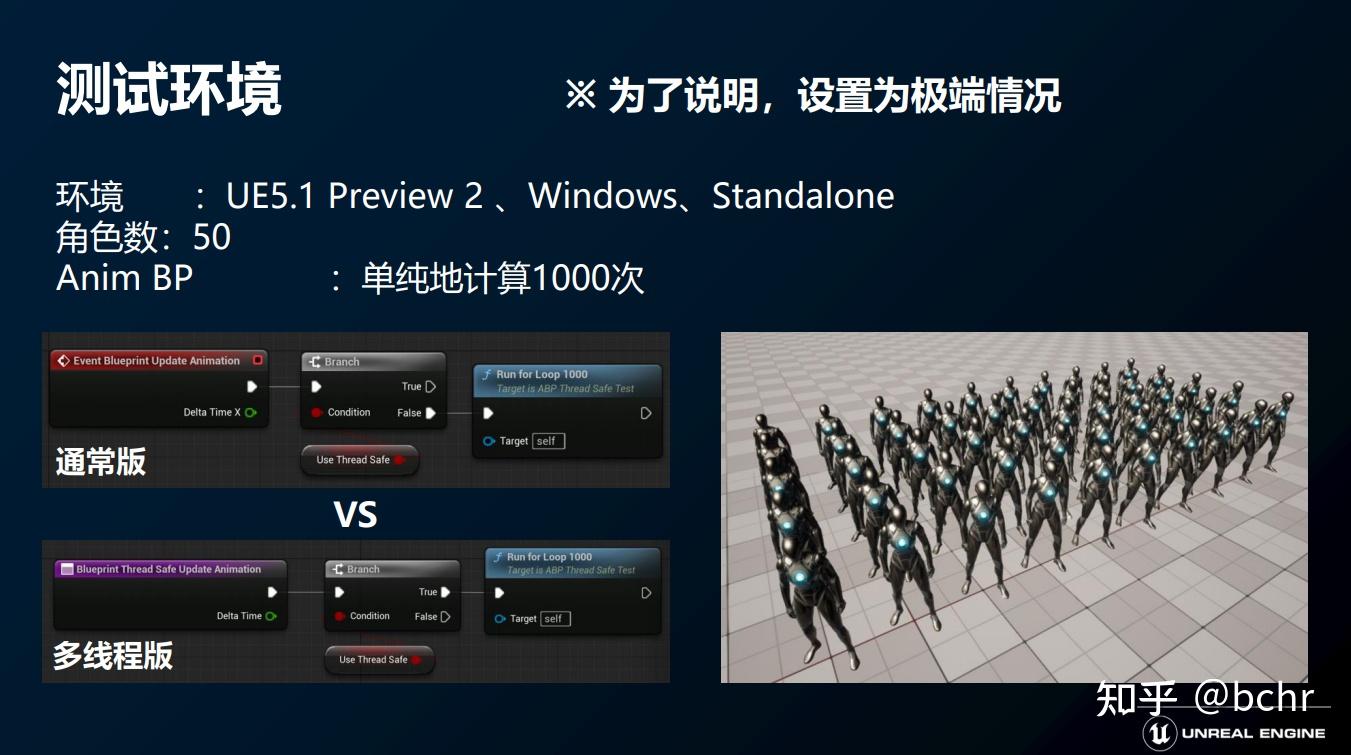 测试环境
※ 为了说明，设置为极端情况
环境 ：UE5.1 Preview 2 、Windows、Standalone
角色数：50
Anim BP ：单纯地计算1000次
Event Blueprint Update Animation
Delta Time X
Branch
True
Condition
False
Use Thread Safe
Run for Loop 1000
Target is ABP Thread Safe Test
Target self
通常版
VS
Blueprint Thread Safe Update Animation
Delta Time
Branch
True
Condition
False
Use Thread Safe
Run for Loop 1000
Target is ABP Thread Safe Test
Target self
多线程版
知乎 @bchr
UNREAL ENGINE